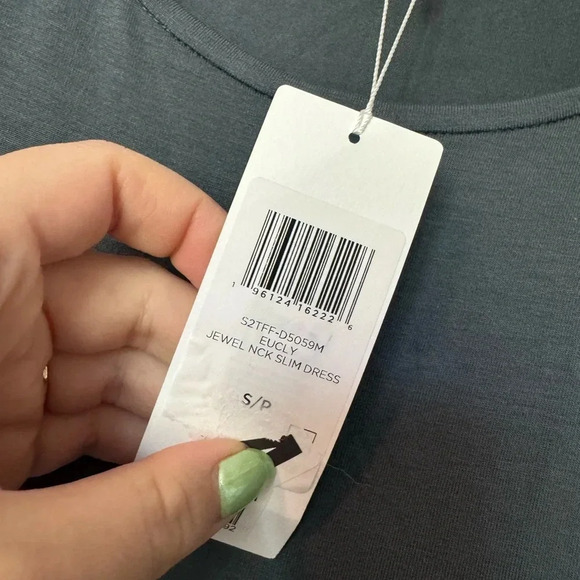 1 96124 16222 6
S2TFF-D5059M
EUCLY
JEWEL NCK SLIM DRESS
S/P